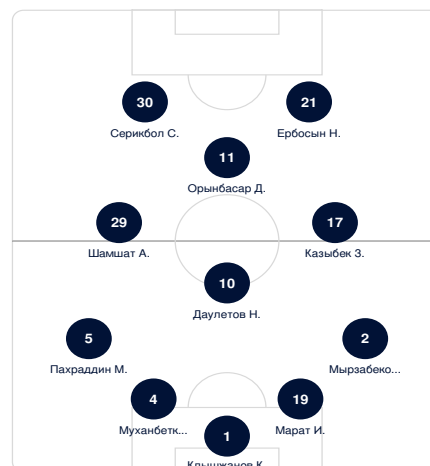 30
21
Серикбол С.
Ербосын Н.
11
Орынбасар Д.
29
17
Шамшат А.
Казыбек З.
10
Даулетов Н.
5
2
Пахраддин М.
Мырзабеко...
4
19
Муханбетк...
Марат И.
1
Клышжанов К.